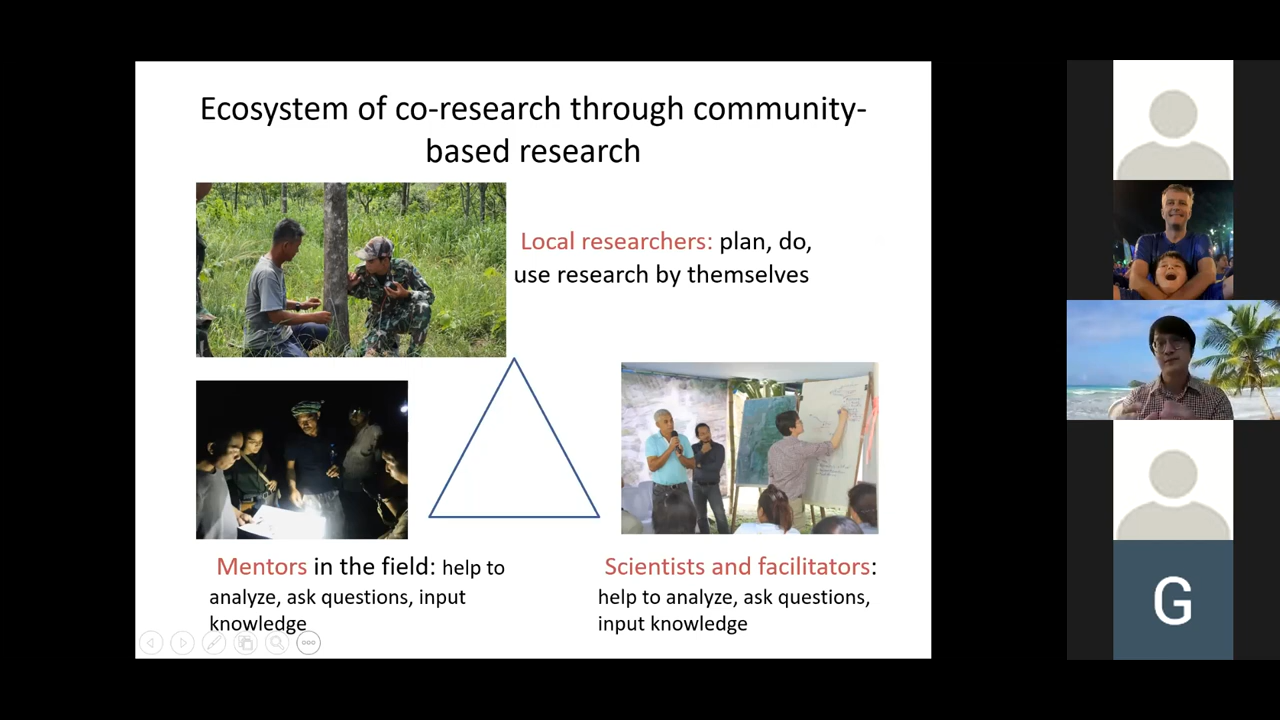 Ecosystem of co-research through community-
based research
Local researchers: plan, do,
use research by themselves
Mentors in the field: help to
analyze, ask questions, input
knowledge
Scientists and facilitators:
help to analyze, ask questions,
input knowledge
G